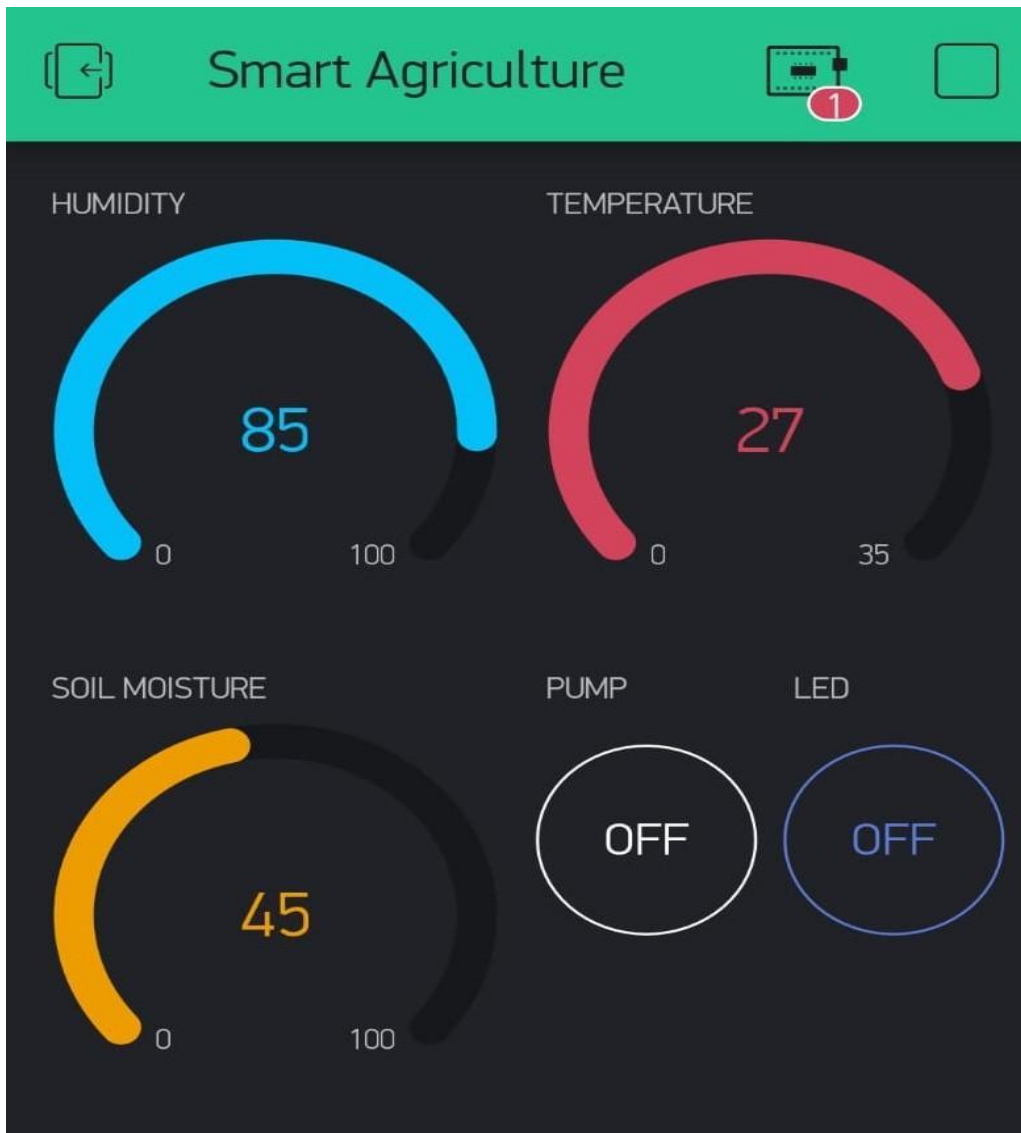 Smart Agriculture
1
HUMIDITY
85
0 100
TEMPERATURE
27
0 35
SOIL MOISTURE
45
0 100
PUMP
OFF
LED
OFF